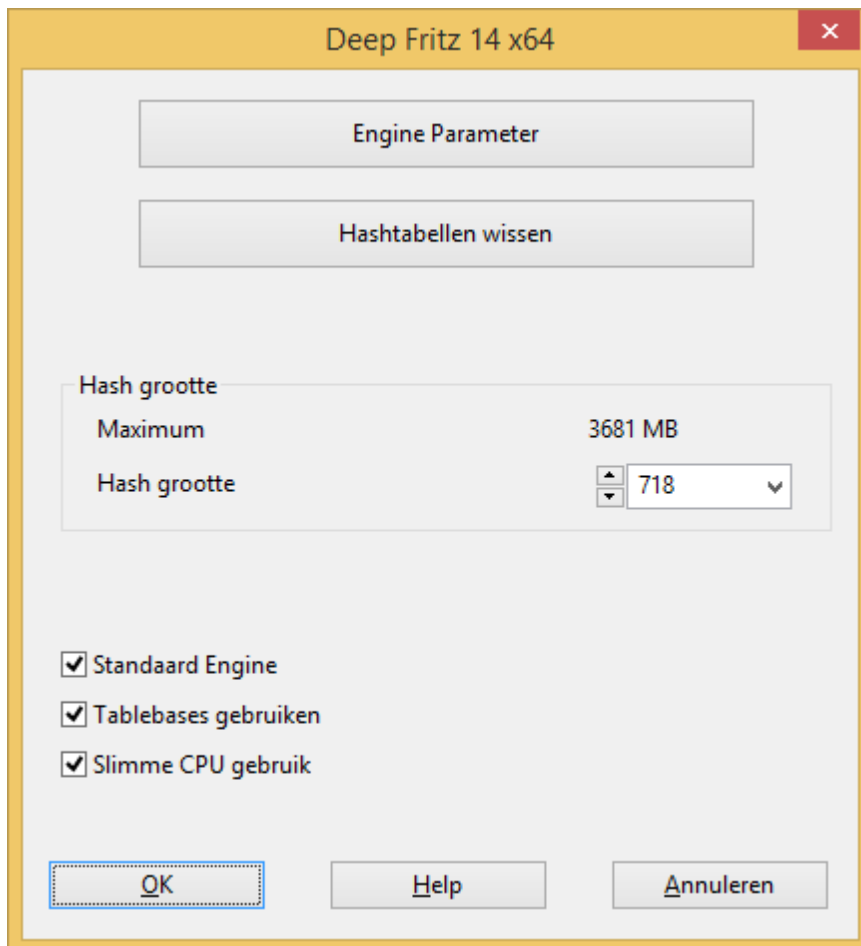 Deep Fritz 14 x64
Engine Parameter
Hashtabellen wissen
Hash grootte
Maximum 3681 MB
Hash grootte 718
Standaard Engine
Tablebases gebruiken
Slimme CPU gebruik
OK Help Annuleren